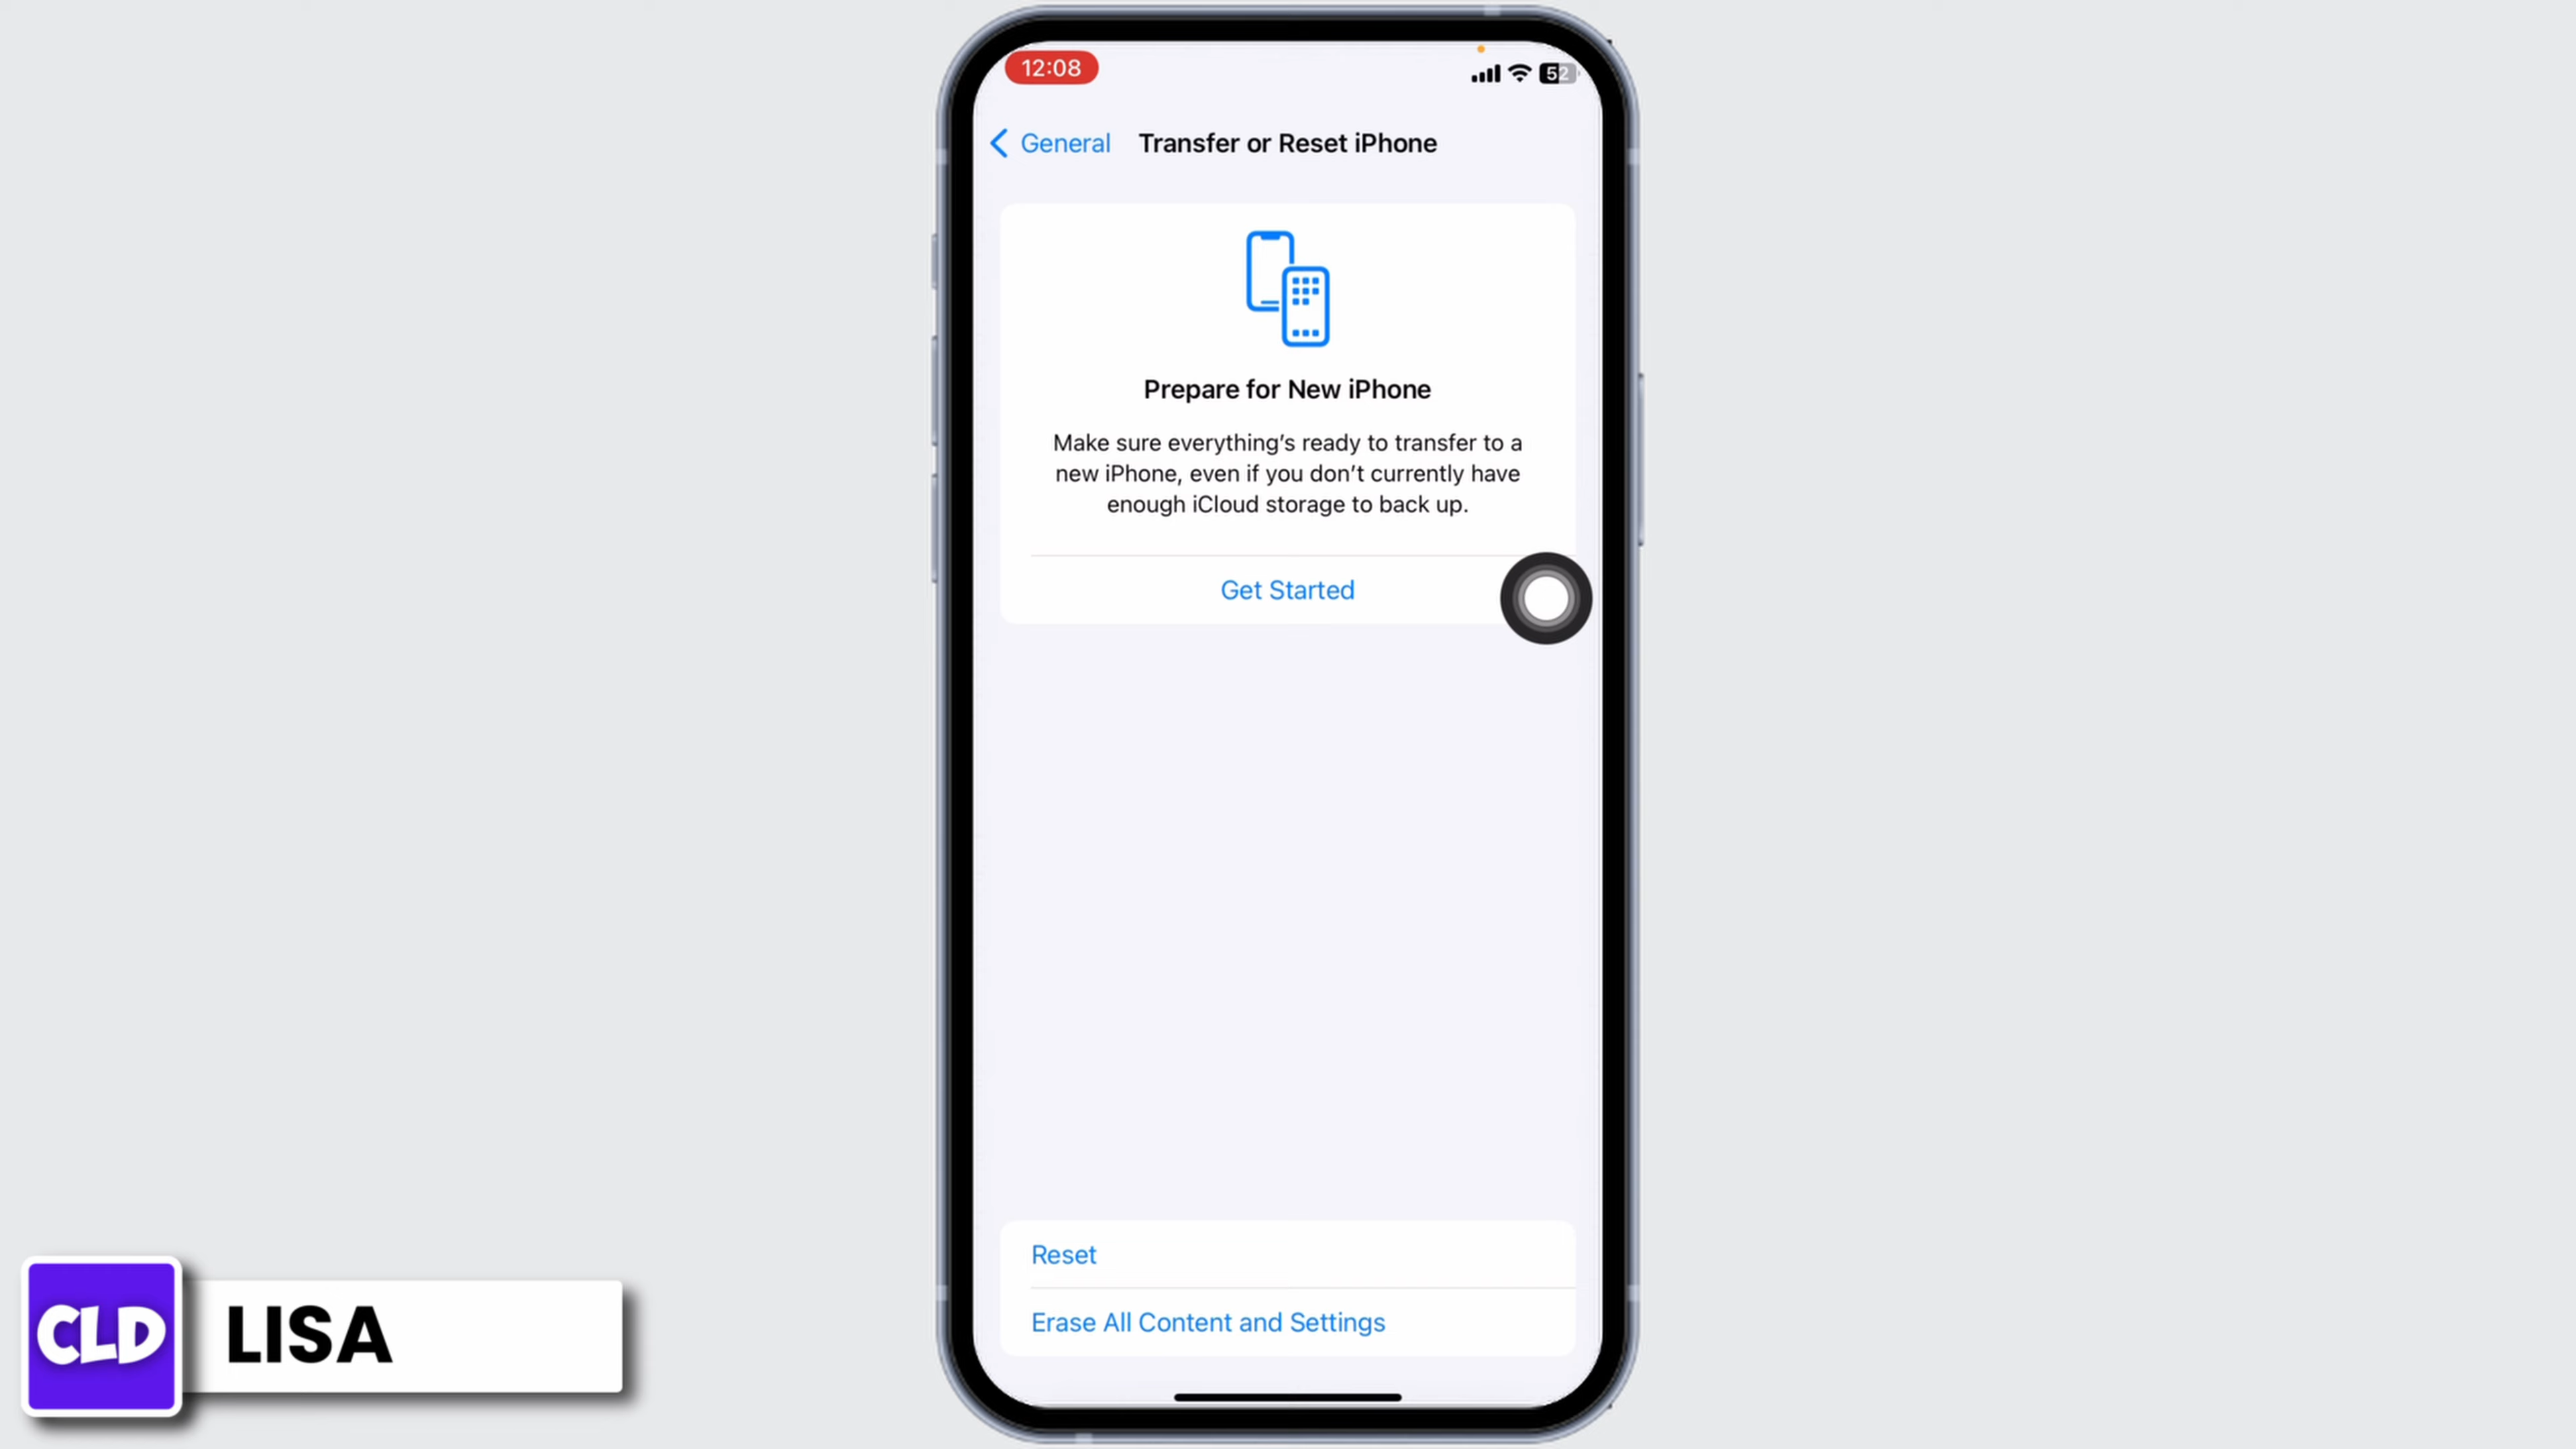 12:08
52
General
Transfer or Reset iPhone
Prepare for New iPhone
Make sure everything’s ready to transfer to a
new iPhone, even if you don’t currently have
enough iCloud storage to back up.
Get Started
Reset
Erase All Content and Settings
CLD
LISA